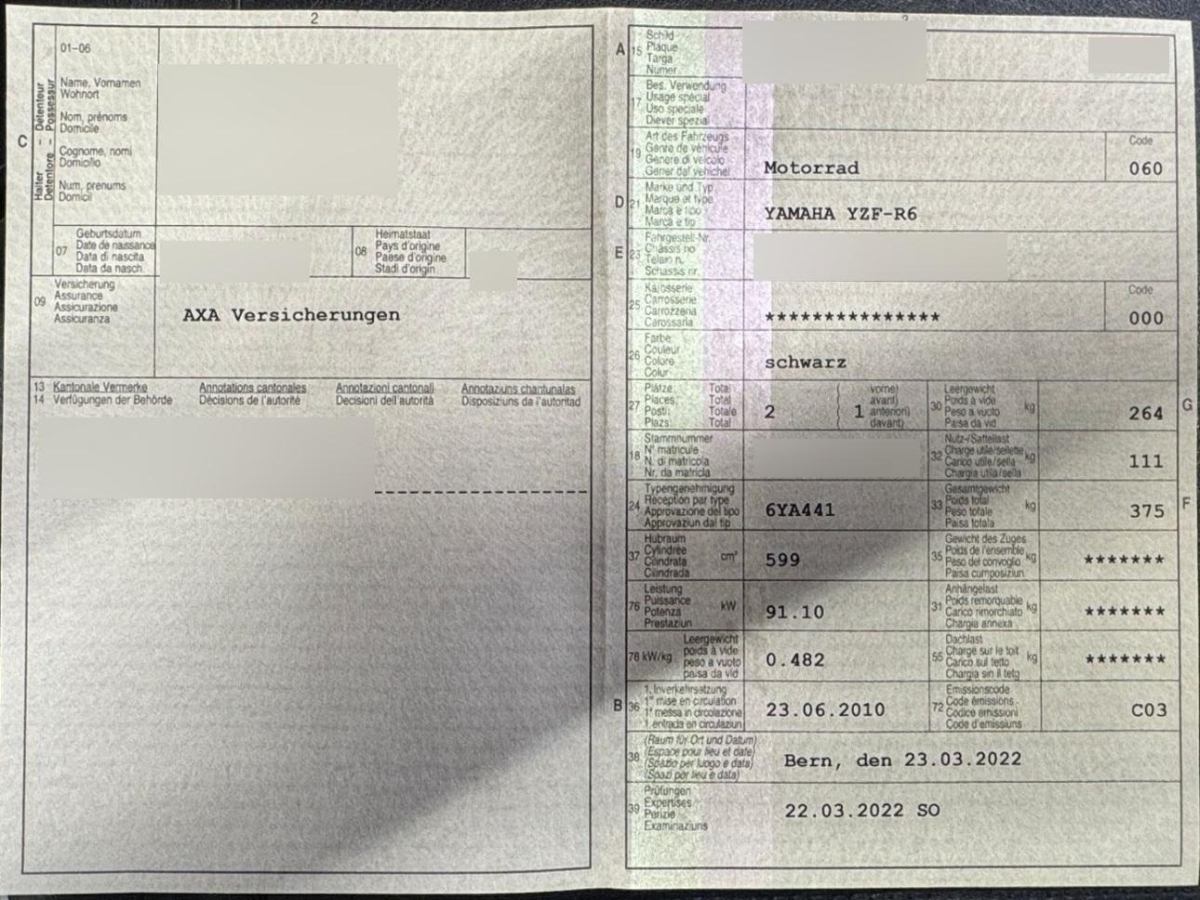 2
01-06
C
Halter - Détenteur
Detentore - Possessur
Name, Vornamen
Wohnort
Nom, prénoms
Domicile
Cognome, nomi
Domicilio
Num, prenums
Domicil
07
Geburtsdatum
Date de naissance
Data di nascita
Data da nasch.
08
Heimatstaat
Pays d'origine
Paese d'origine
Stadi d'origin
09
Versicherung
Assurance
Assicurazione
Assicuranza
AXA Versicherungen
13 Kantonale Vermerke Annotations cantonales Annotazioni cantonali Annotaziuns chantunalas
14 Verfügungen der Behörde Décisions de l'autorité Decisioni dell'autorità Disposiziuns da l'autoritad
A
15
Schild
Plaque
Targa
Numer
17
Bes. Verwendung
Usage spécial
Uso speciale
Diever spezial
19
Art des Fahrzeugs
Genre de véhicule
Genere di veicolo
Gener dal vehichel
Motorrad
Code
060
D
21
Marke und Typ
Marque et type
Marca e tipo
Marca e tip
YAMAHA YZF-R6
E
23
Fahrgestell-Nr.
Châssis no
Telaio n.
Schassis nr.
25
Karosserie
Carrosserie
Carrozzeria
Carossaria
***************
Code
000
26
Farbe
Couleur
Colore
Colur
schwarz
27
Plätze: Total
Places: Total
Posti: Totale
Plazs: Total
2
( 1
vorne)
avant)
anteriori)
davant)
30
Leergewicht
Poids à vide
Peso a vuoto
Paisa da vid
kg
264
G
18
Stammnummer
N° matricule
N. di matricola
Nr. da matricla
32
Nutz-/Sattellast
Charge utile/sellette
Carico utile/sella
Chargia utila/sella
kg
111
24
Typengenehmigung
Réception par type
Approvazione del tipo
Approvaziun dal tip
6YA441
33
Gesamtgewicht
Poids total
Peso totale
Paisa totala
kg
375
F
37
Hubraum
Cylindrée
Cilindrata
Cilindrada
cm³
599
35
Gewicht des Zuges
Poids de l'ensemble
Peso del convoglio
Paisa cumposiziun
kg
*******
76
Leistung
Puissance
Potenza
Prestaziun
kW
91.10
31
Anhängelast
Poids remorquable
Carico rimorchiato
Chargia annexa
kg
*******
78 kW/kg
Leergewicht
poids à vide
peso a vuoto
paisa da vid
0.482
55
Dachlast
Charge sur le toit
Carico sul tetto
Chargia sin il tetg
kg
*******
B
36
1. Inverkehrsetzung
1re mise en circulation
1a messa in circolazione
1. entrada en circulaziun
23.06.2010
72
Emissionscode
Code émissions
Codice emissioni
Code d'emissiuns
C03
38
(Raum für Ort und Datum)
(Espace pour lieu et date)
(Spazio per luogo e data)
(Spazi per lieu e data)
Bern, den 23.03.2022
39
Prüfungen
Expertises
Perizie
Examinaziuns
22.03.2022 SO